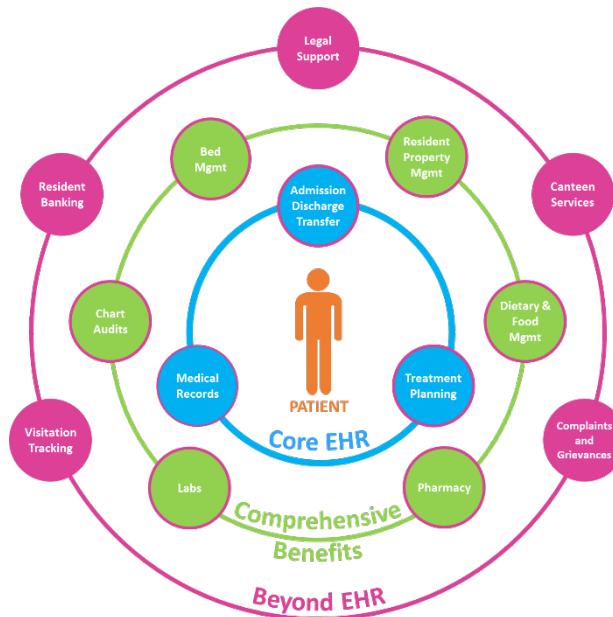 Legal
Support
Bed
Mgmt
Resident
Property
Mgmt
Resident
Banking
Admission
Discharge
Transfer
Canteen
Services
Chart
Audits
Dietary &
Food
Mgmt
Medical
Records
Treatment
Planning
PATIENT
Core EHR
Visitation
Tracking
Complaints
and
Grievances
Labs
Pharmacy
Comprehensive
Benefits
Beyond EHR